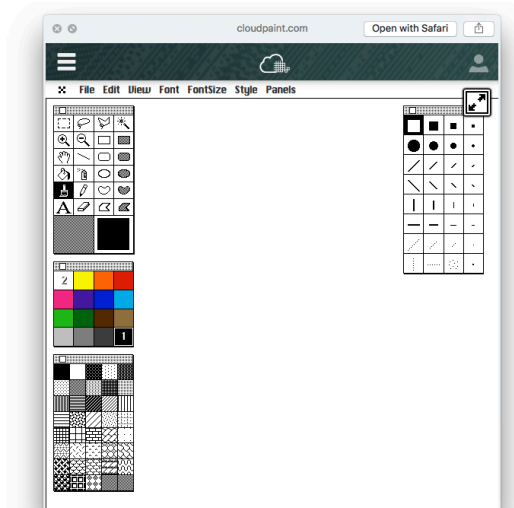 cloudpaint.com
Open with Safari
File Edit View Font FontSize Style Panels
A
2
1